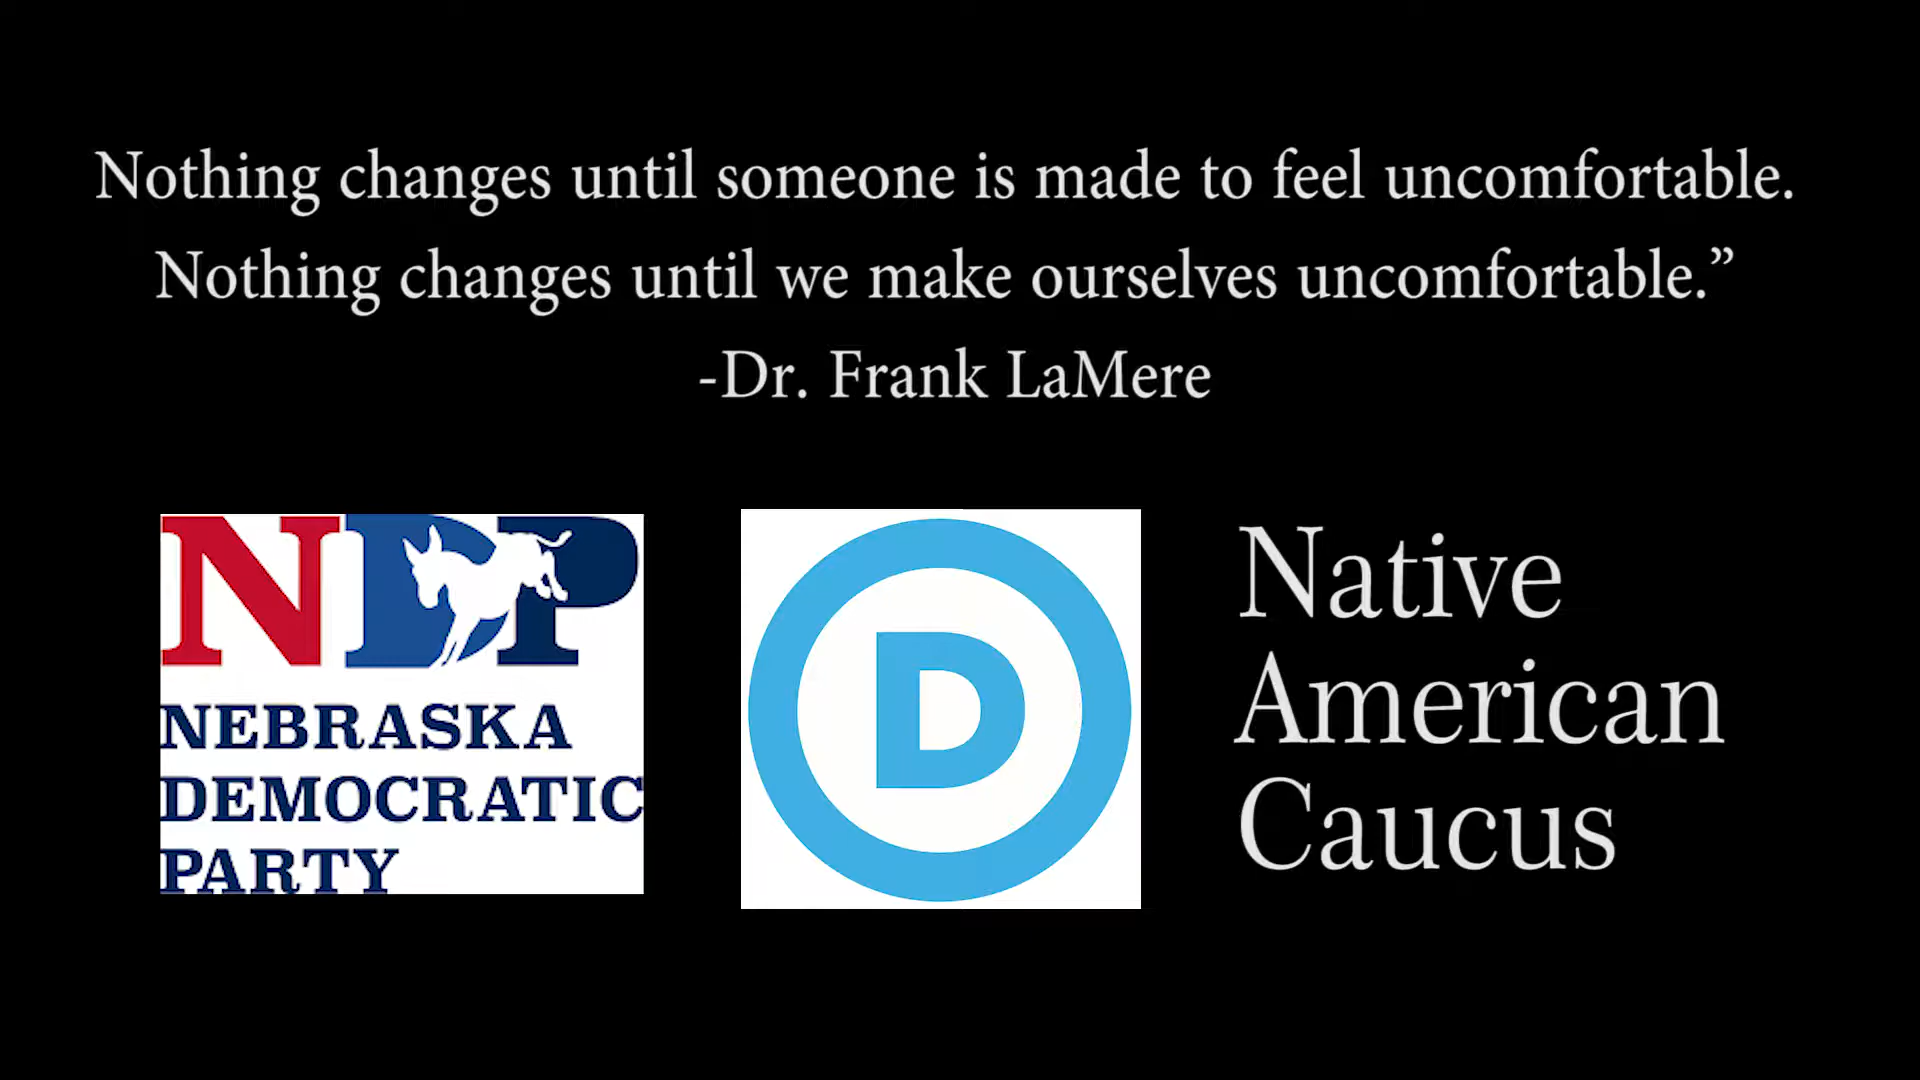 Nothing changes until someone is made to feel uncomfortable.
Nothing changes until we make ourselves uncomfortable.”
-Dr. Frank LaMere
NDP
NEBRASKA
DEMOCRATIC
PARTY
D
Native
American
Caucus